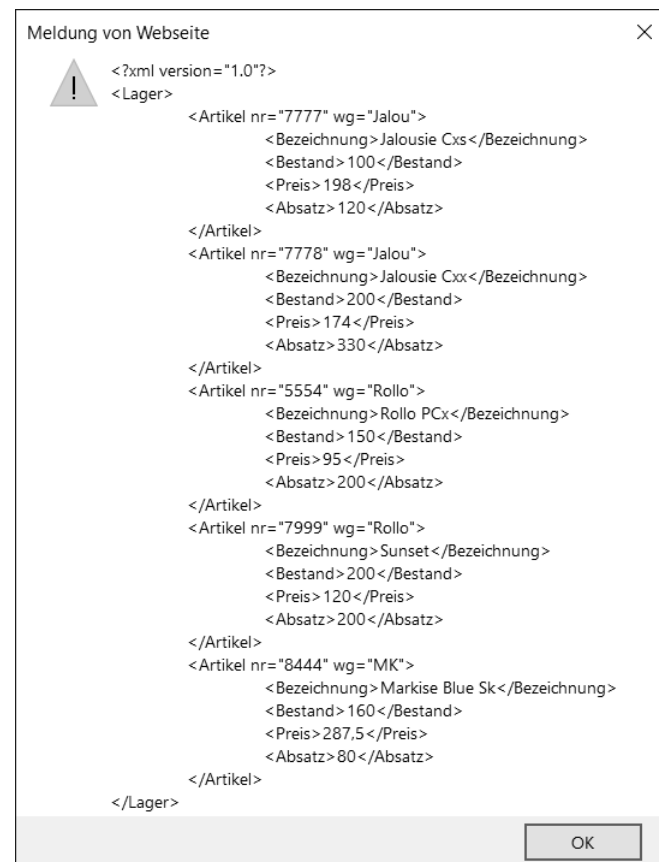 Meldung von Webseite
<?xml version="1.0"?>
<Lager>
<Artikel nr="7777" wg="Jalou">
<Bezeichnung>Jalousie Cxs</Bezeichnung>
<Bestand>100</Bestand>
<Preis>198</Preis>
<Absatz>120</Absatz>
</Artikel>
<Artikel nr="7778" wg="Jalou">
<Bezeichnung>Jalousie Cxx</Bezeichnung>
<Bestand>200</Bestand>
<Preis>174</Preis>
<Absatz>330</Absatz>
</Artikel>
<Artikel nr="5554" wg="Rollo">
<Bezeichnung>Rollo PCx</Bezeichnung>
<Bestand>150</Bestand>
<Preis>95</Preis>
<Absatz>200</Absatz>
</Artikel>
<Artikel nr="7999" wg="Rollo">
<Bezeichnung>Sunset</Bezeichnung>
<Bestand>200</Bestand>
<Preis>120</Preis>
<Absatz>200</Absatz>
</Artikel>
<Artikel nr="8444" wg="MK">
<Bezeichnung>Markise Blue Sk</Bezeichnung>
<Bestand>160</Bestand>
<Preis>287,5</Preis>
<Absatz>80</Absatz>
</Artikel>
</Lager>
OK